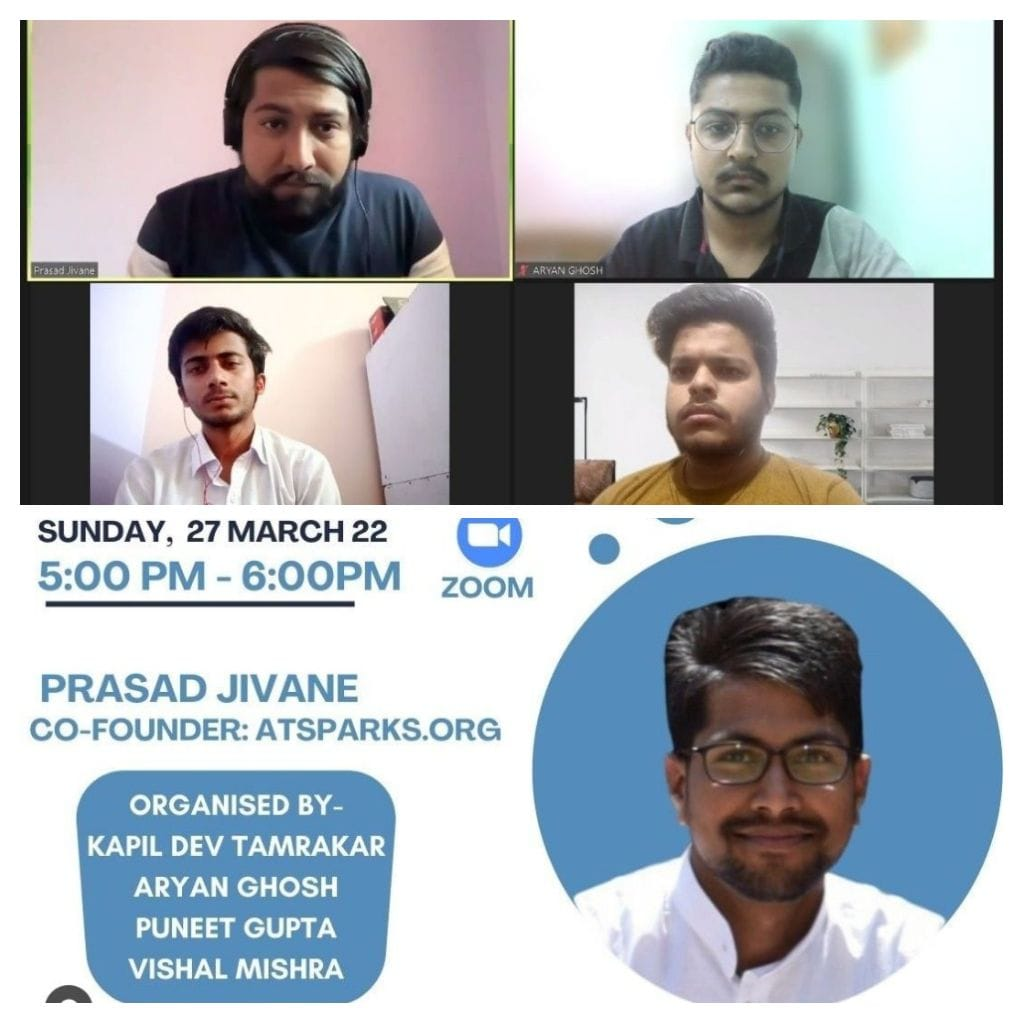 Prasad Jivane
ARYAN GHOSH
SUNDAY, 27 MARCH 22
5:00 PM - 6:00PM
ZOOM
PRASAD JIVANE
CO-FOUNDER: ATSPARKS.ORG
ORGANISED BY-
KAPIL DEV TAMRAKAR
ARYAN GHOSH
PUNEET GUPTA
VISHAL MISHRA